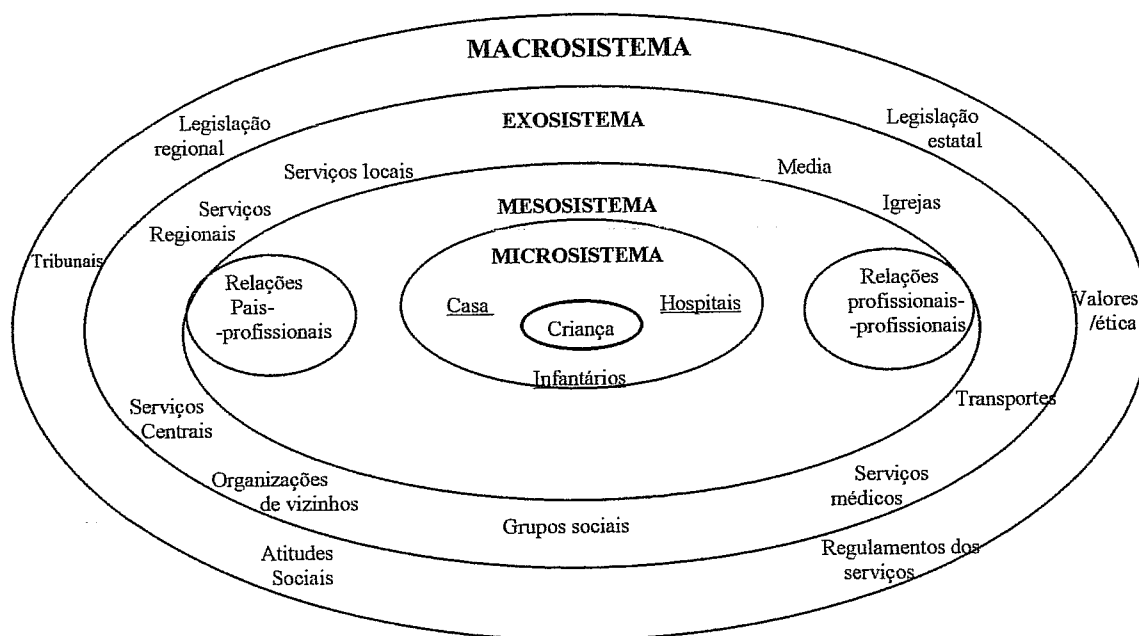 MACROSISTEMA
Legislação
regional
EXOSISTEMA
Legislação
estatal
Serviços locais
Media
Serviços
Regionais
MESOSISTEMA
Igrejas
Tribunais
MICROSISTEMA
Relações
Pais-
-profissionais
Casa
Hospitais
Criança
Infantários
Relações
profissionais-
-profissionais
Valores
/ética
Serviços
Centrais
Transportes
Organizações
de vizinhos
Grupos sociais
Serviços
médicos
Atitudes
Sociais
Regulamentos dos
serviços